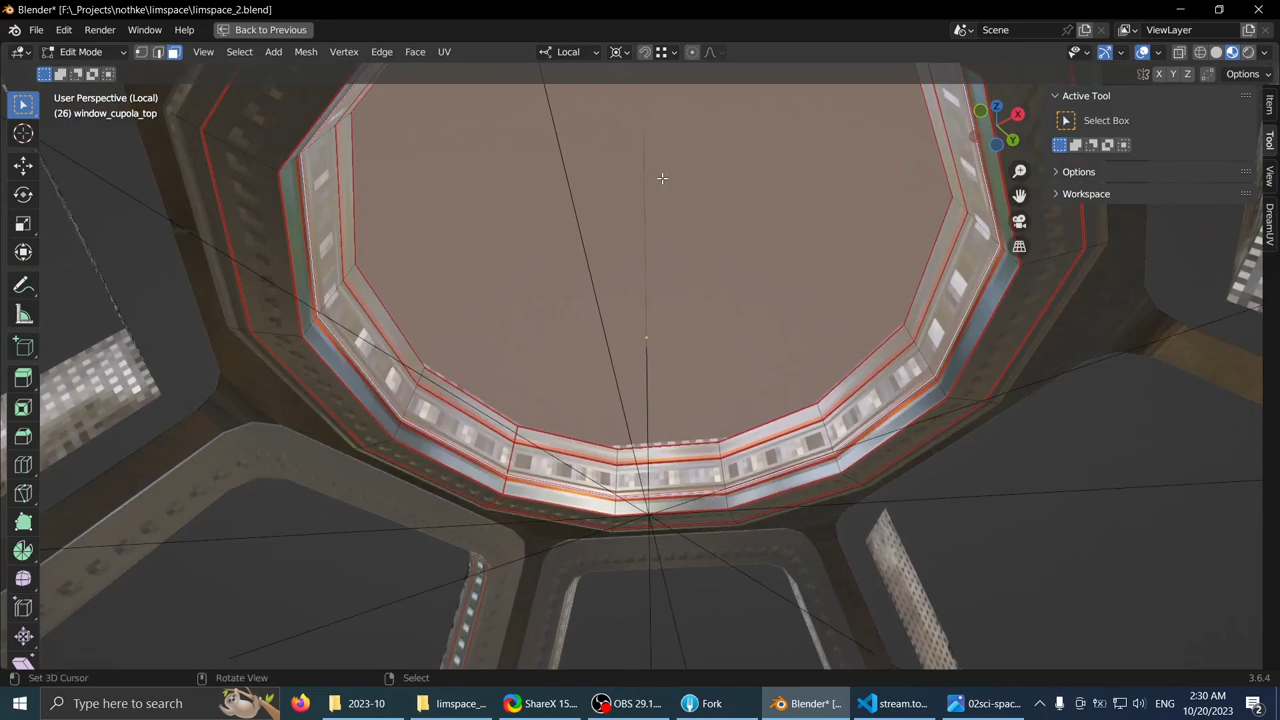 Blender* [F:\_Projects\nothke\limspace\limspace_2.blend]
File Edit Render Window Help Back to Previous Scene ViewLayer
Edit Mode View Select Add Mesh Vertex Edge Face UV Local
X Y Z Options
User Perspective (Local)
(26) window_cupola_top
Z X Y
Active Tool
Select Box
Options
Workspace
Item
Tool
View
DreamUV
Set 3D Cursor Rotate View Select 3.6.4
Type here to search 2023-10 limspace_... ShareX 15.... OBS 29.1.... Fork Blender* [... stream.to... 02sci-spac... ENG 2:30 AM
10/20/2023 2